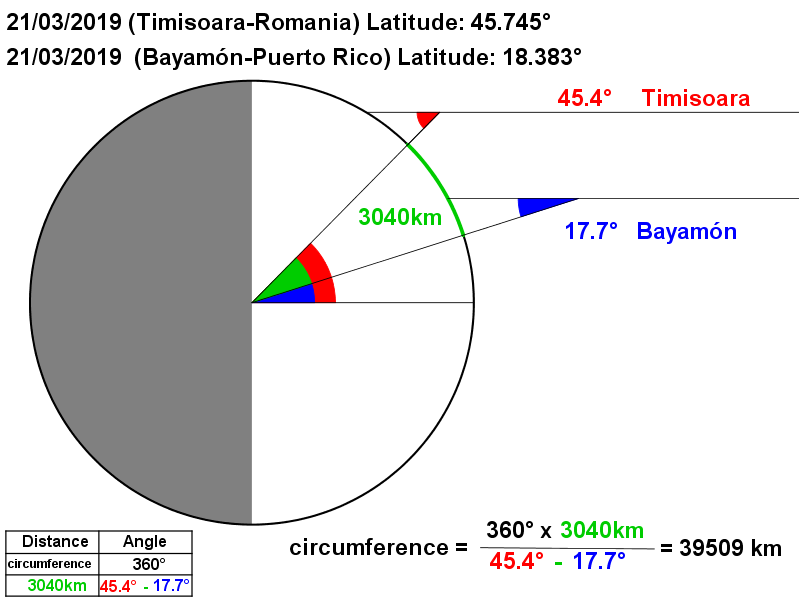 21/03/2019 (Timisoara-Romania) Latitude: 45.745°
21/03/2019 (Bayamón-Puerto Rico) Latitude: 18.383°
45.4° Timisoara
3040km
17.7° Bayamón
circumference = 360° x 3040km = 39509 km
45.4° - 17.7°
Distance Angle
circumference 360°
3040km 45.4° - 17.7°